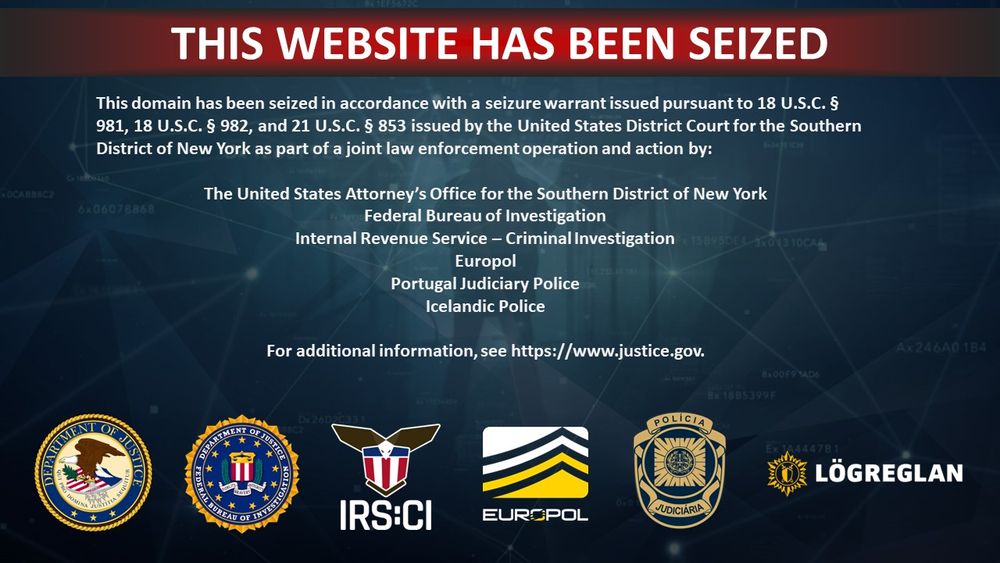 THIS WEBSITE HAS BEEN SEIZED
This domain has been seized in accordance with a seizure warrant issued pursuant to 18 U.S.C. §
981, 18 U.S.C. § 982, and 21 U.S.C. § 853 issued by the United States District Court for the Southern
District of New York as part of a joint law enforcement operation and action by:
The United States Attorney's Office for the Southern District of New York
Federal Bureau of Investigation
Internal Revenue Service – Criminal Investigation
Europol
Portugal Judiciary Police
Icelandic Police
For additional information, see https://www.justice.gov.
DEPARTMENT OF JUSTICE
DEPARTMENT OF JUSTICE
FEDERAL BUREAU OF INVESTIGATION
IRS:CI
EUROPOL
POLÍCIA
JUDICIÁRIA
LÖGREGLAN